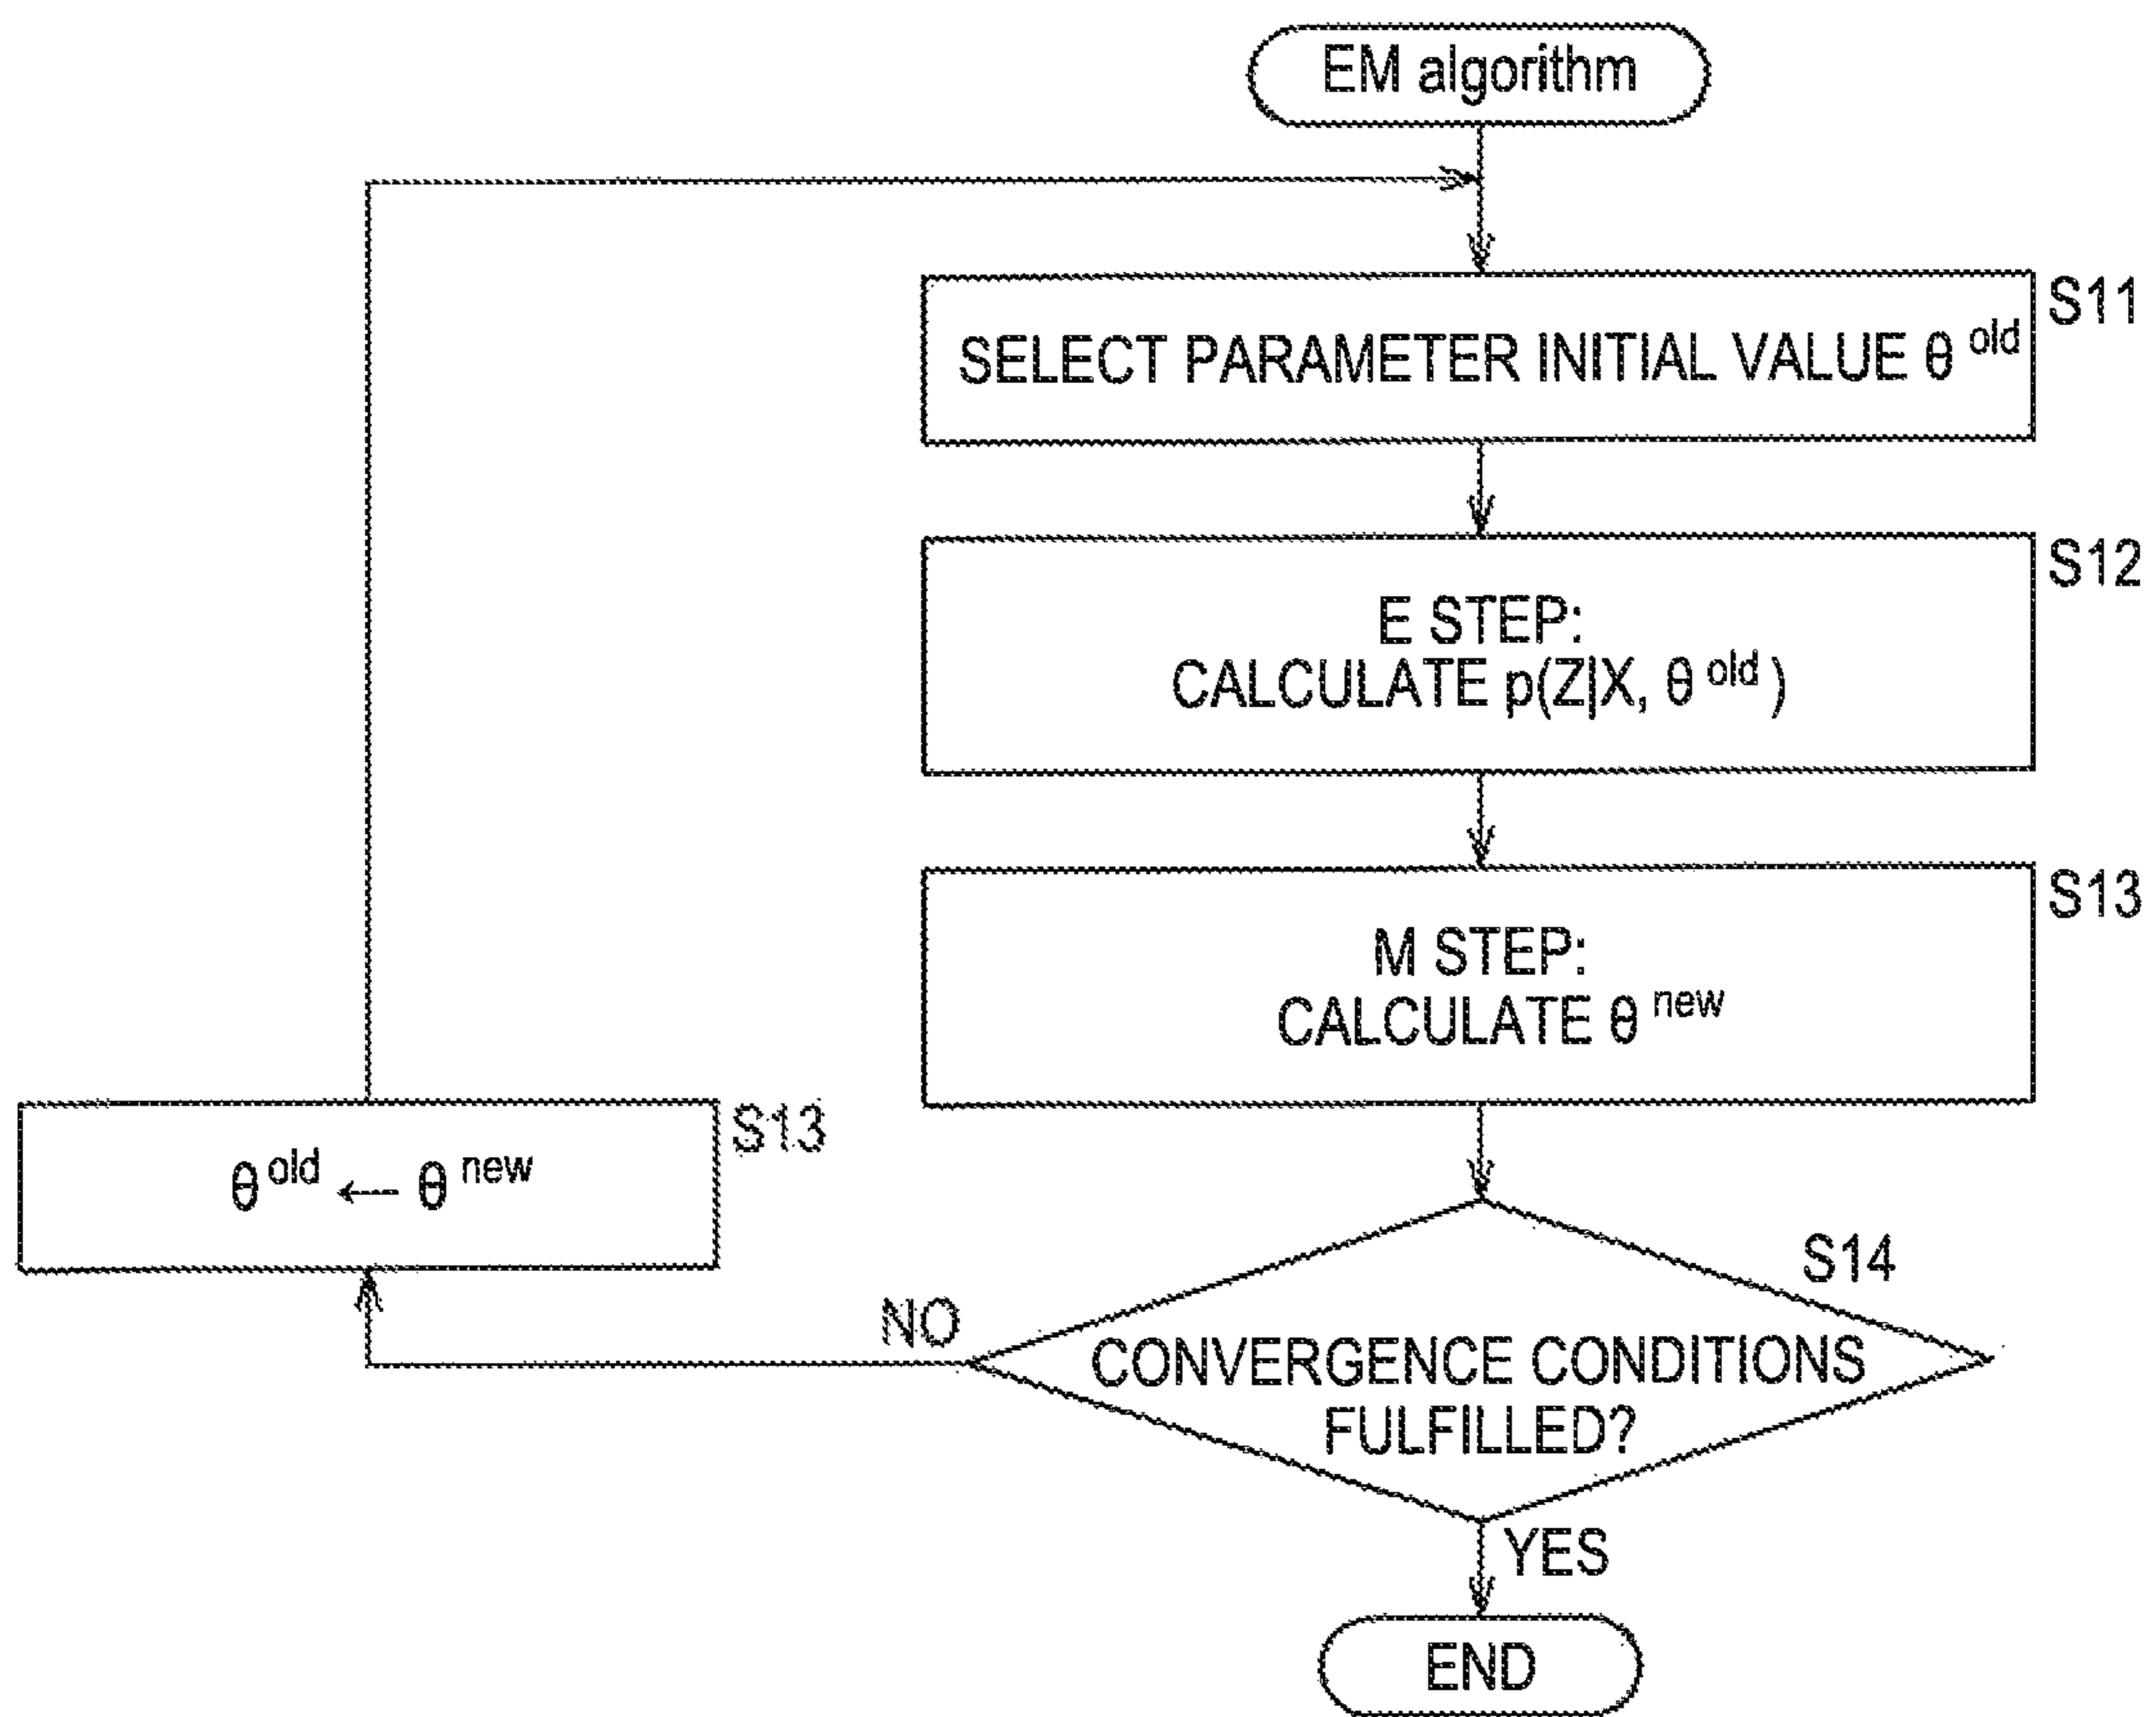 EM algorithm
S11
SELECT PARAMETER INITIAL VALUE θ old
S12
E STEP:
CALCULATE p(Z|X, θ old )
S13
M STEP:
CALCULATE θ new
S13
θ old ← θ new
S14
NO
CONVERGENCE CONDITIONS
FULFILLED?
YES
END